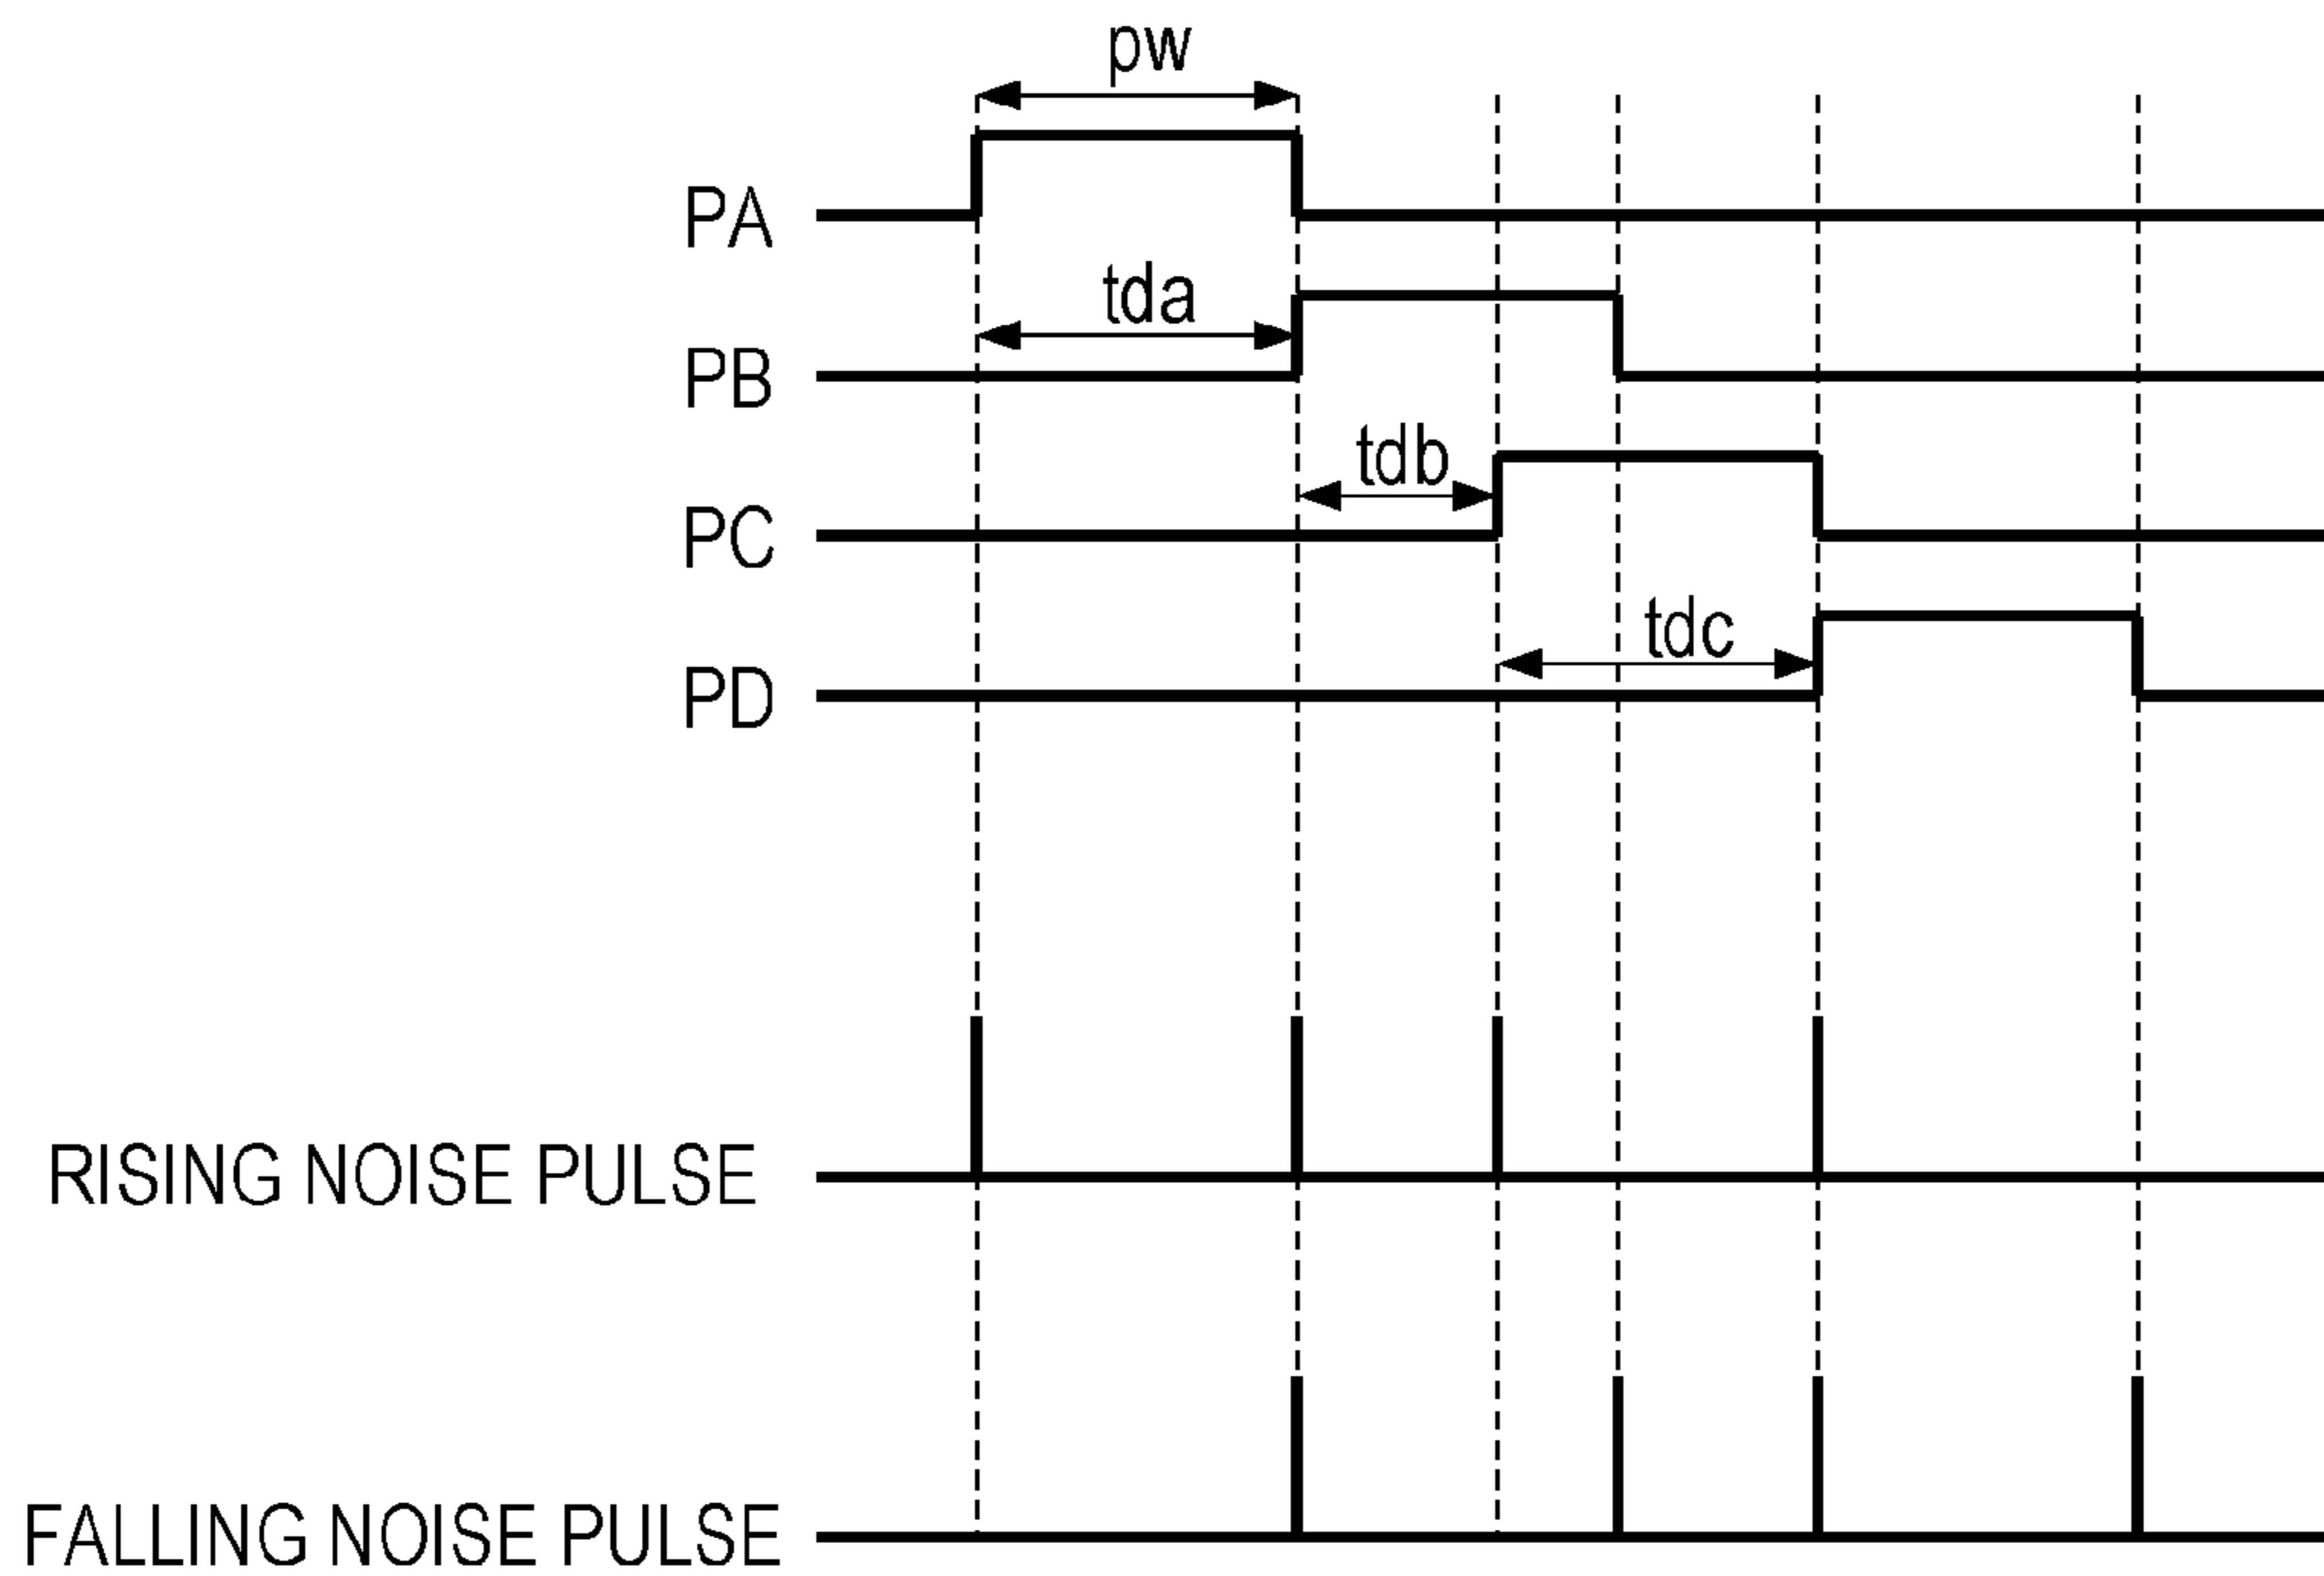 pw
PA
tda
PB
tdb
PC
tdc
PD
RISING NOISE PULSE
FALLING NOISE PULSE